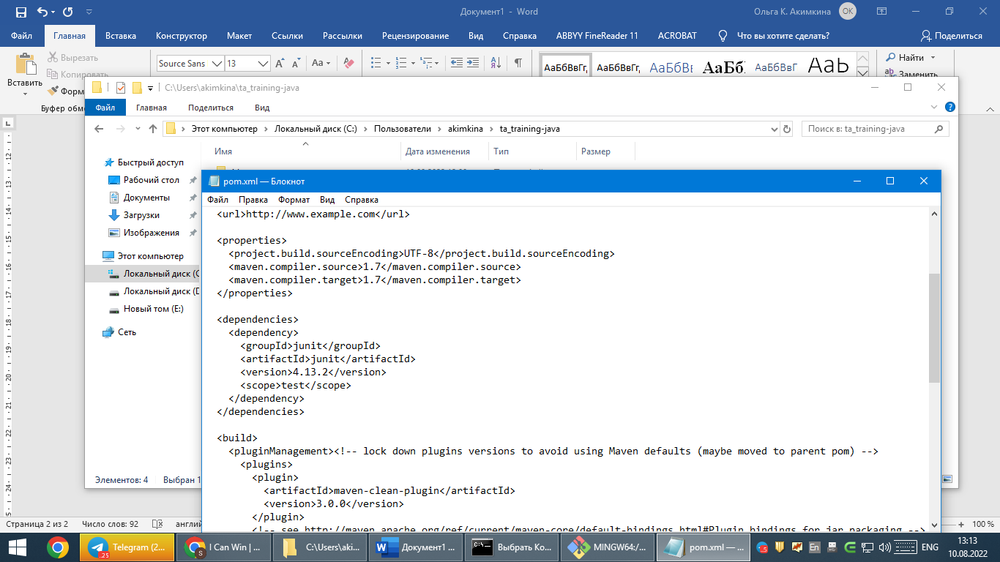 Документ1 - Word
Ольга К. Акимкина
ОК
Файл Главная Вставка Конструктор Макет Ссылки Рассылки Рецензирование Вид Справка ABBYY FineReader 11 ACROBAT Что вы хотите сделать? Поделиться
Вставить
Вырезать
Копировать
Форм
Буфер обм
Source Sans 13
Аа
АаБбВвГг, АаБбВвГг, АаБбВе АаБб АаБбВвГ АаЬ
Найти
Заменить
C:\Users\akimkina\ta_training-java
Файл Главная Поделиться Вид
Этот компьютер Локальный диск (C:) Пользователи akimkina ta_training-java
Поиск в: ta_training-java
Имя Дата изменения Тип Размер
Быстрый доступ
Рабочий стол
Документы
Загрузки
Изображения
Этот компьютер
Локальный диск (C
Локальный диск (D
Новый том (E:)
Сеть
Элементов: 4 Выбран 1
pom.xml — Блокнот
Файл Правка Формат Вид Справка
<url>http://www.example.com</url>
<properties>
<project.build.sourceEncoding>UTF-8</project.build.sourceEncoding>
<maven.compiler.source>1.7</maven.compiler.source>
<maven.compiler.target>1.7</maven.compiler.target>
</properties>
<dependencies>
<dependency>
<groupId>junit</groupId>
<artifactId>junit</artifactId>
<version>4.13.2</version>
<scope>test</scope>
</dependency>
</dependencies>
<build>
<pluginManagement><!-- lock down plugins versions to avoid using Maven defaults (maybe moved to parent pom) -->
<plugins>
<plugin>
<artifactId>maven-clean-plugin</artifactId>
<version>3.0.0</version>
</plugin>
<!-- see http://maven.apache.org/ref/current/maven-core/default-bindings.html#Plugin_bindings_for_jar_packaging -->
Страница 2 из 2 Число слов: 92 англий
100 %
Telegram (2... I Can Win | ... C:\Users\aki... Документ1 ... Выбрать Ко... MINGW64:/... pom.xml — ...
ENG
13:13
10.08.2022